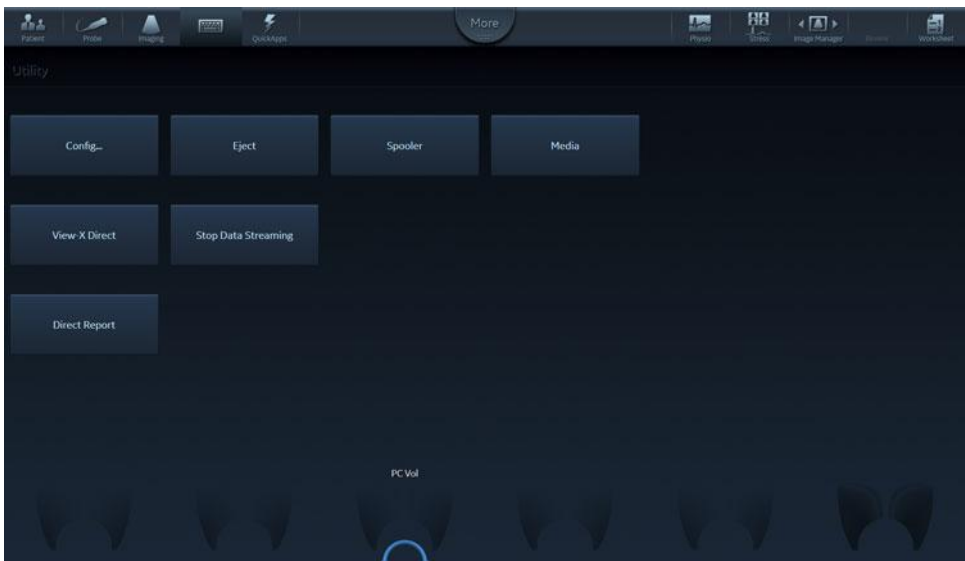 Patient
Probe
Imaging
QuickApps
More
Physio
Stress
Image Manager
Review
Worksheet
Utility
Config...
Eject
Spooler
Media
View-X Direct
Stop Data Streaming
Direct Report
PC Vol